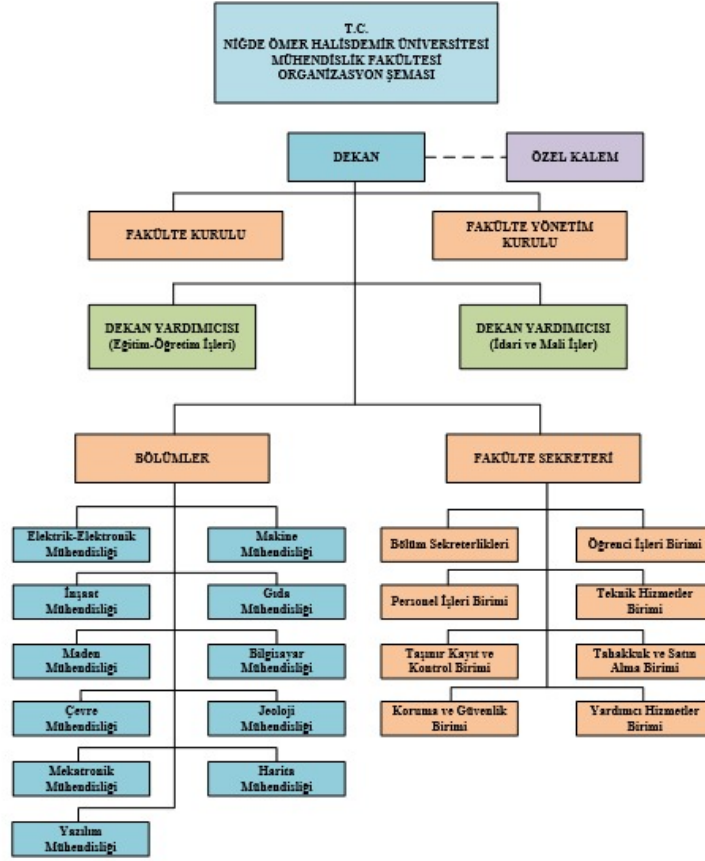 T.C.
NİĞDE ÖMER HALİSDEMİR ÜNİVERSİTESİ
MÜHENDİSLİK FAKÜLTESİ
ORGANİZASYON ŞEMASI
DEKAN
ÖZEL KALEM
FAKÜLTE KURULU
FAKÜLTE YÖNETİM
KURULU
DEKAN YARDIMICISI
(Eğitim-Öğretim İşleri)
DEKAN YARDIMICISI
(İdari ve Mali İşler)
BÖLÜMLER
FAKÜLTE SEKRETERİ
Elektrik-Elektronik
Mühendisliği
Makine
Mühendisliği
Bölüm Sekreterlikleri
Öğrenci İşleri Birimi
İnşaat
Mühendisliği
Gıda
Mühendisliği
Personel İşleri Birimi
Teknik Hizmetler
Birimi
Maden
Mühendisliği
Bilgisayar
Mühendisliği
Taşınır Kayıt ve
Kontrol Birimi
Tahakkuk ve Satın
Alma Birimi
Çevre
Mühendisliği
Jeoloji
Mühendisliği
Koruma ve Güvenlik
Birimi
Yardımcı Hizmetler
Birimi
Mekatronik
Mühendisliği
Harita
Mühendisliği
Yazılım
Mühendisliği